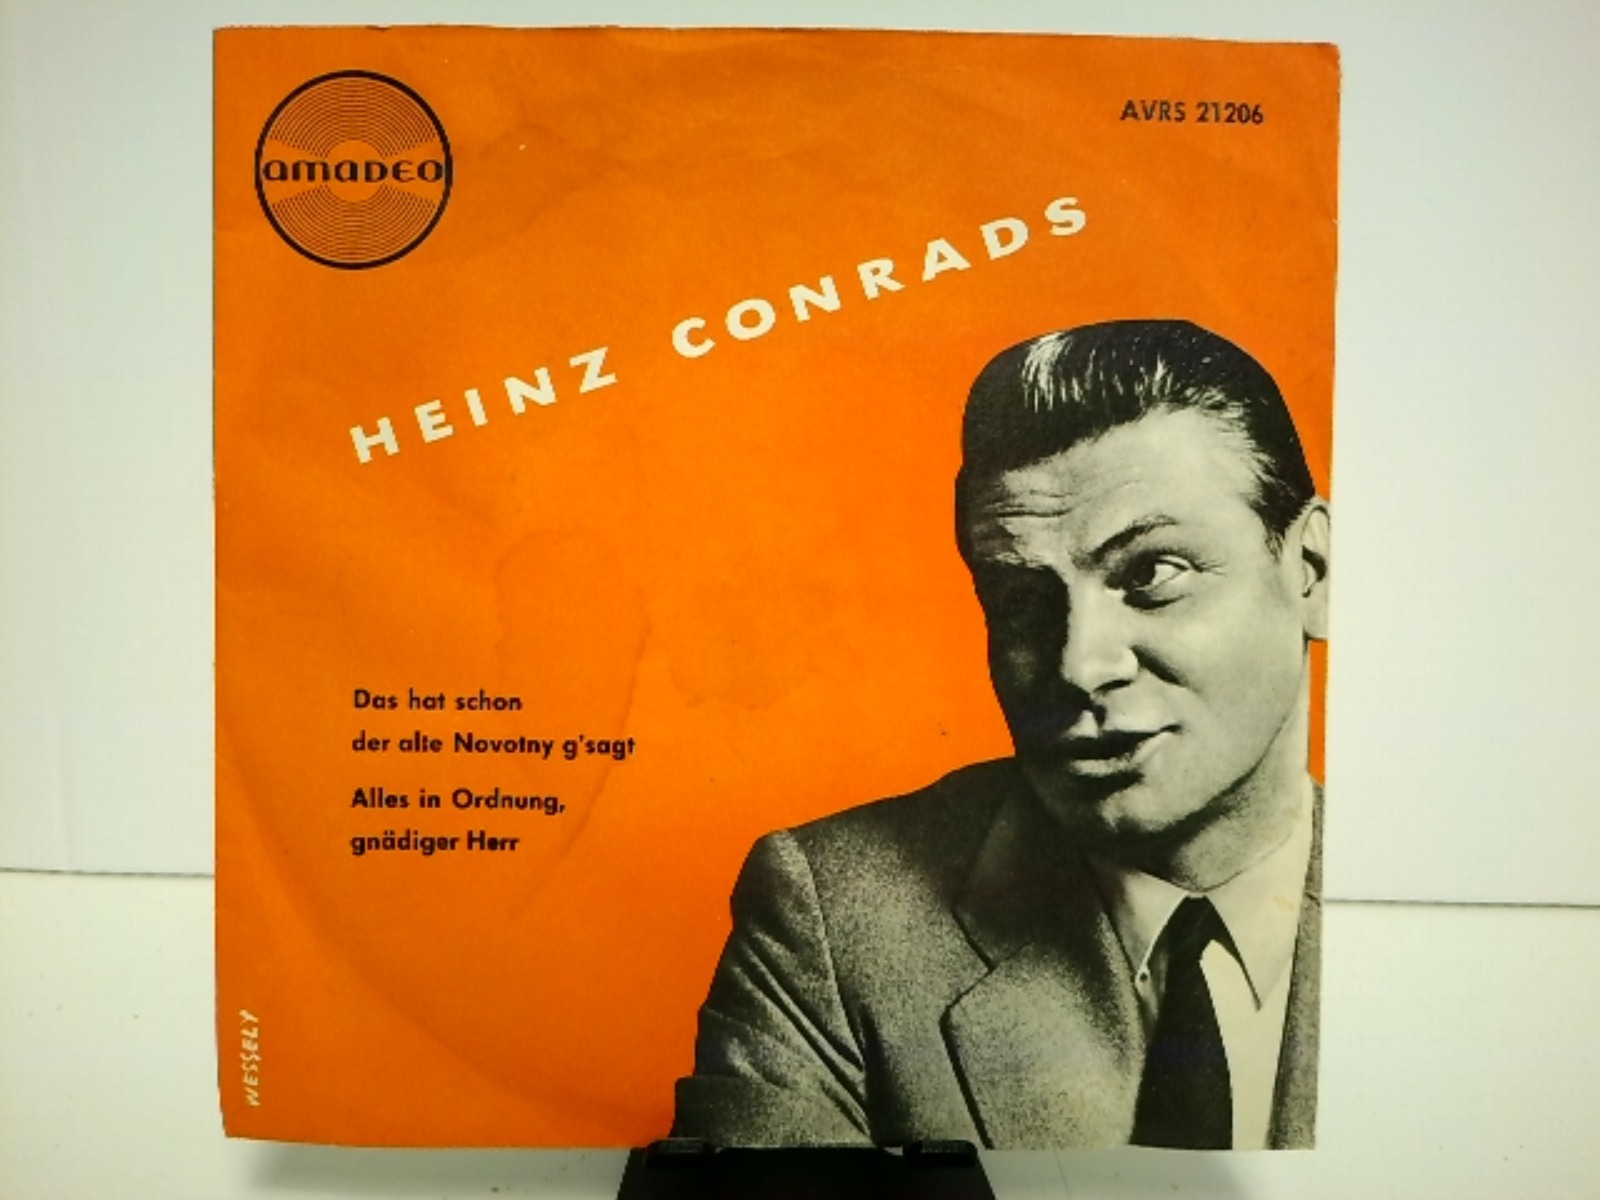 AMADEO
AVRS 21206
HEINZ CONRADS
Das hat schon
der alte Novotny g'sagt
Alles in Ordnung,
gnädiger Herr
WESSELY